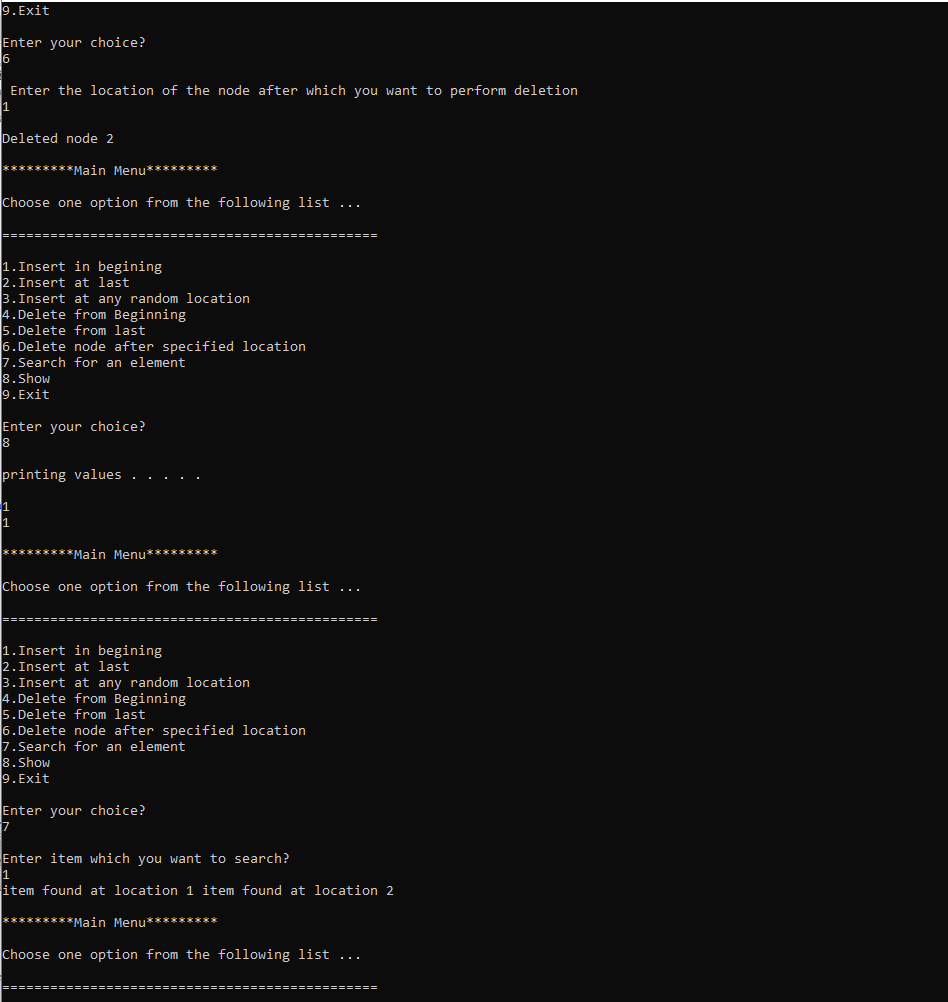 9.Exit
Enter your choice?
6
Enter the location of the node after which you want to perform deletion
1
Deleted node 2
*********Main Menu*********
Choose one option from the following list ...
===============================================
1.Insert in begining
2.Insert at last
3.Insert at any random location
4.Delete from Beginning
5.Delete from last
6.Delete node after specified location
7.Search for an element
8.Show
9.Exit
Enter your choice?
8
printing values . . . . .
1
1
*********Main Menu*********
Choose one option from the following list ...
===============================================
1.Insert in begining
2.Insert at last
3.Insert at any random location
4.Delete from Beginning
5.Delete from last
6.Delete node after specified location
7.Search for an element
8.Show
9.Exit
Enter your choice?
7
Enter item which you want to search?
1
item found at location 1 item found at location 2
*********Main Menu*********
Choose one option from the following list ...
===============================================